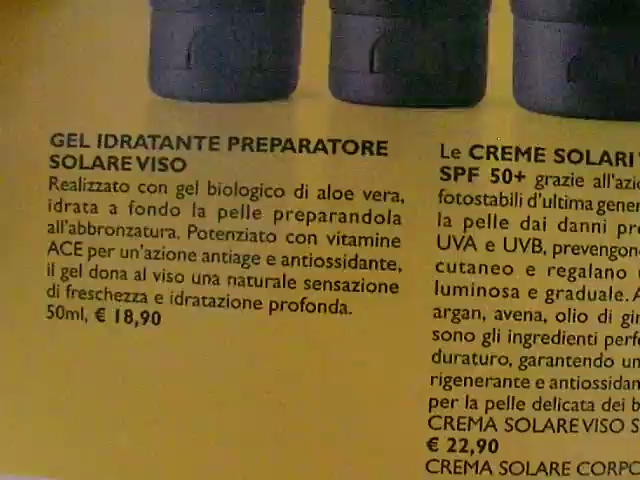 GEL IDRATANTE PREPARATORE
SOLARE VISO
Realizzato con gel biologico di aloe vera,
idrata a fondo la pelle preparandola
all'abbronzatura. Potenziato con vitamine
ACE per un'azione antiage e antiossidante,
il gel dona al viso una naturale sensazione
di freschezza e idratazione profonda.
50ml, € 18,90
Le CREME SOLARI
SPF 50+ grazie
fotostabili d'ultima
la pelle dai danni
UVA e UVB,
cutaneo e regalano
luminosa e graduale.
argan, avena, olio di
sono gli ingredienti
duraturo, garantendo
rigenerante e
per la pelle delicata dei
CREMA SOLARE VISO
€ 22,90
CREMA SOLARE